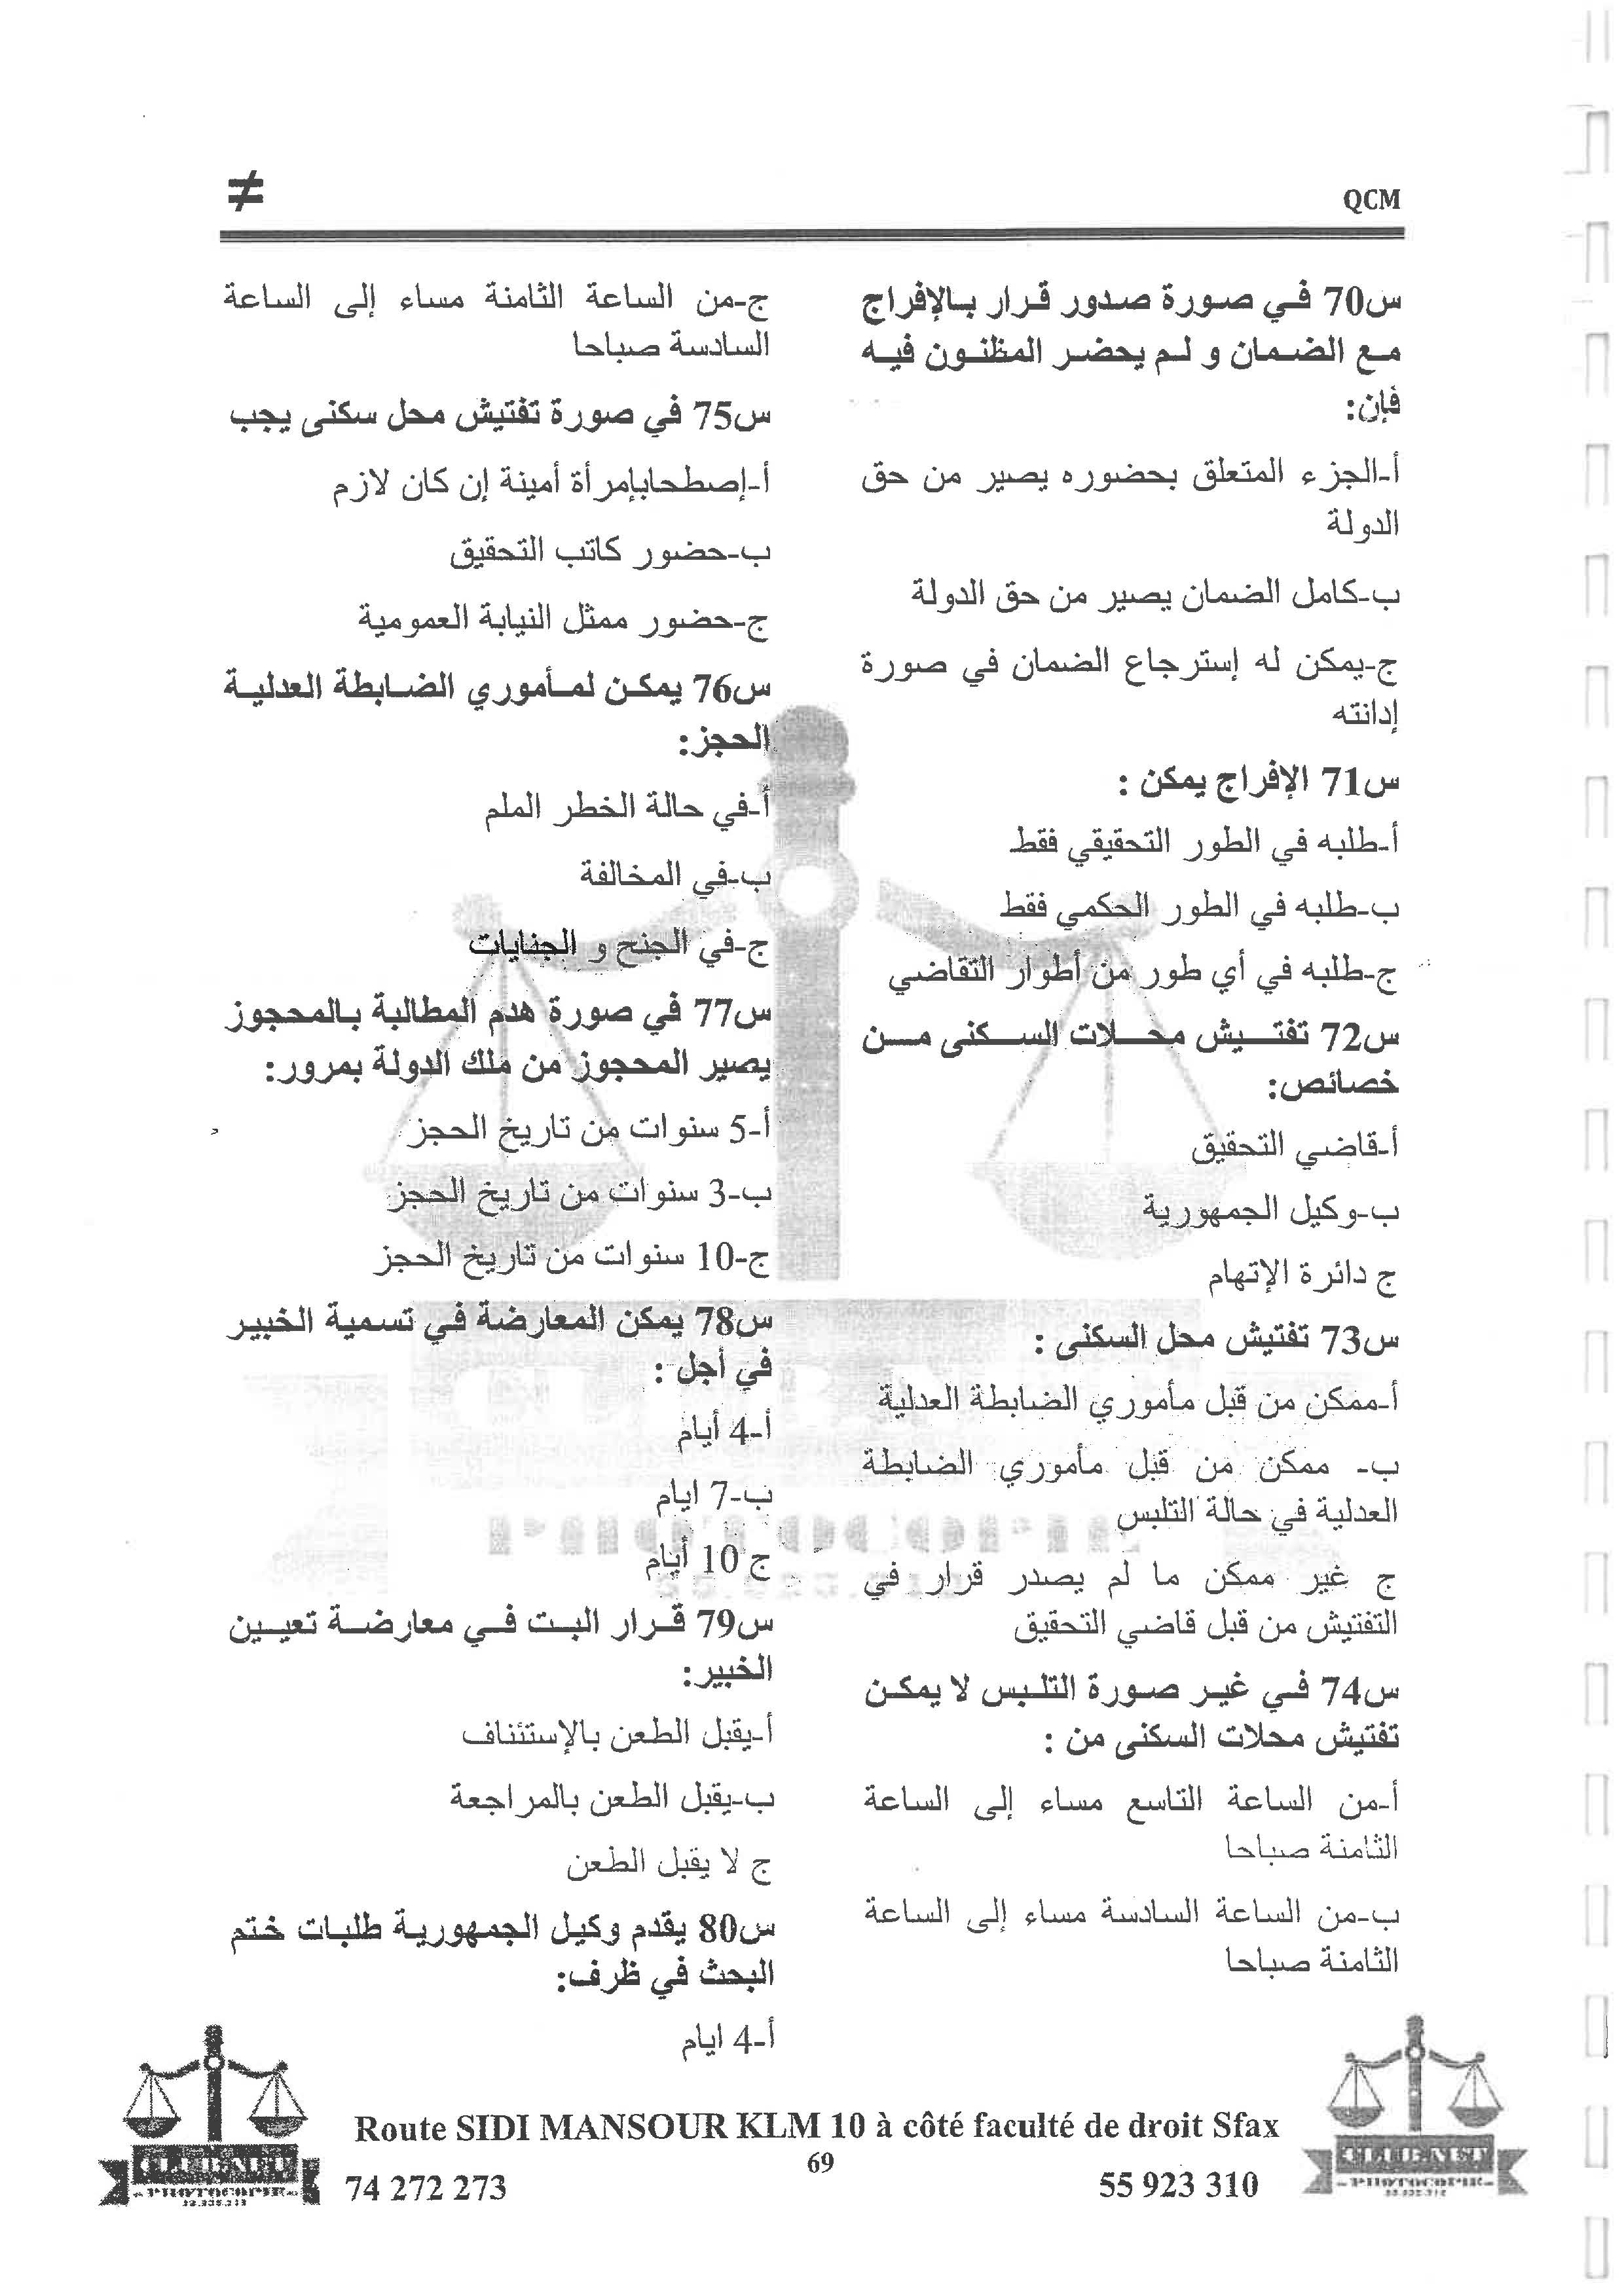 QCM
≠
س70 في صورة صدور قرار بالإفراج
مع الضمان و لم يحضر المظنون فيه
فإن:
أ-الجزء المتعلق بحضوره يصير من حق
الدولة
ب-كامل الضمان يصير من حق الدولة
ج-يمكن له إسترجاع الضمان في صورة
إدانته
س71 الإفراج يمكن :
أ-طلبه في الطور التحقيقي فقط
ب-طلبه في الطور الحكمي فقط
ج-طلبه في أي طور من أطوار التقاضي
س72 تفتيش محلات السكنى من
خصائص:
أ-قاضي التحقيق
ب-وكيل الجمهورية
ج دائرة الإتهام
س73 تفتيش محل السكنى :
أ-ممكن من قبل مأموري الضابطة العدلية
ب- ممكن من قبل مأموري الضابطة
العدلية في حالة التلبس
ج غير ممكن ما لم يصدر قرار في
التفتيش من قبل قاضي التحقيق
س74 في غير صورة التلبس لا يمكن
تفتيش محلات السكنى من :
أ-من الساعة التاسع مساء إلى الساعة
الثامنة صباحا
ب-من الساعة السادسة مساء إلى الساعة
الثامنة صباحا
ج-من الساعة الثامنة مساء إلى الساعة
السادسة صباحا
س75 في صورة تفتيش محل سكنى يجب
أ-إصطحابإمرأة أمينة إن كان لازم
ب-حضور كاتب التحقيق
ج-حضور ممثل النيابة العمومية
س76 يمكن لمأموري الضابطة العدلية
الحجز:
أ-في حالة الخطر الملم
ب-في المخالفة
ج-في الجنح و الجنايات
س77 في صورة هدم المطالبة بالمحجوز
يصير المحجوز من ملك الدولة بمرور:
أ-5 سنوات من تاريخ الحجز
ب-3 سنوات من تاريخ الحجز
ج-10 سنوات من تاريخ الحجز
س78 يمكن المعارضة في تسمية الخبير
في أجل :
أ-4 أيام
ب-7 ايام
ج 10 أيام
س79 قرار البت في معارضة تعيين
الخبير:
أ-يقبل الطعن بالإستئناف
ب-يقبل الطعن بالمراجعة
ج لا يقبل الطعن
س80 يقدم وكيل الجمهورية طلبات ختم
البحث في ظرف:
أ-4 ايام
Route SIDI MANSOUR KLM 10 à côté faculté de droit Sfax
69
74 272 273
55 923 310
CLUB NET
PHOTOCOPIE
CLUB NET
PHOTOCOPIE